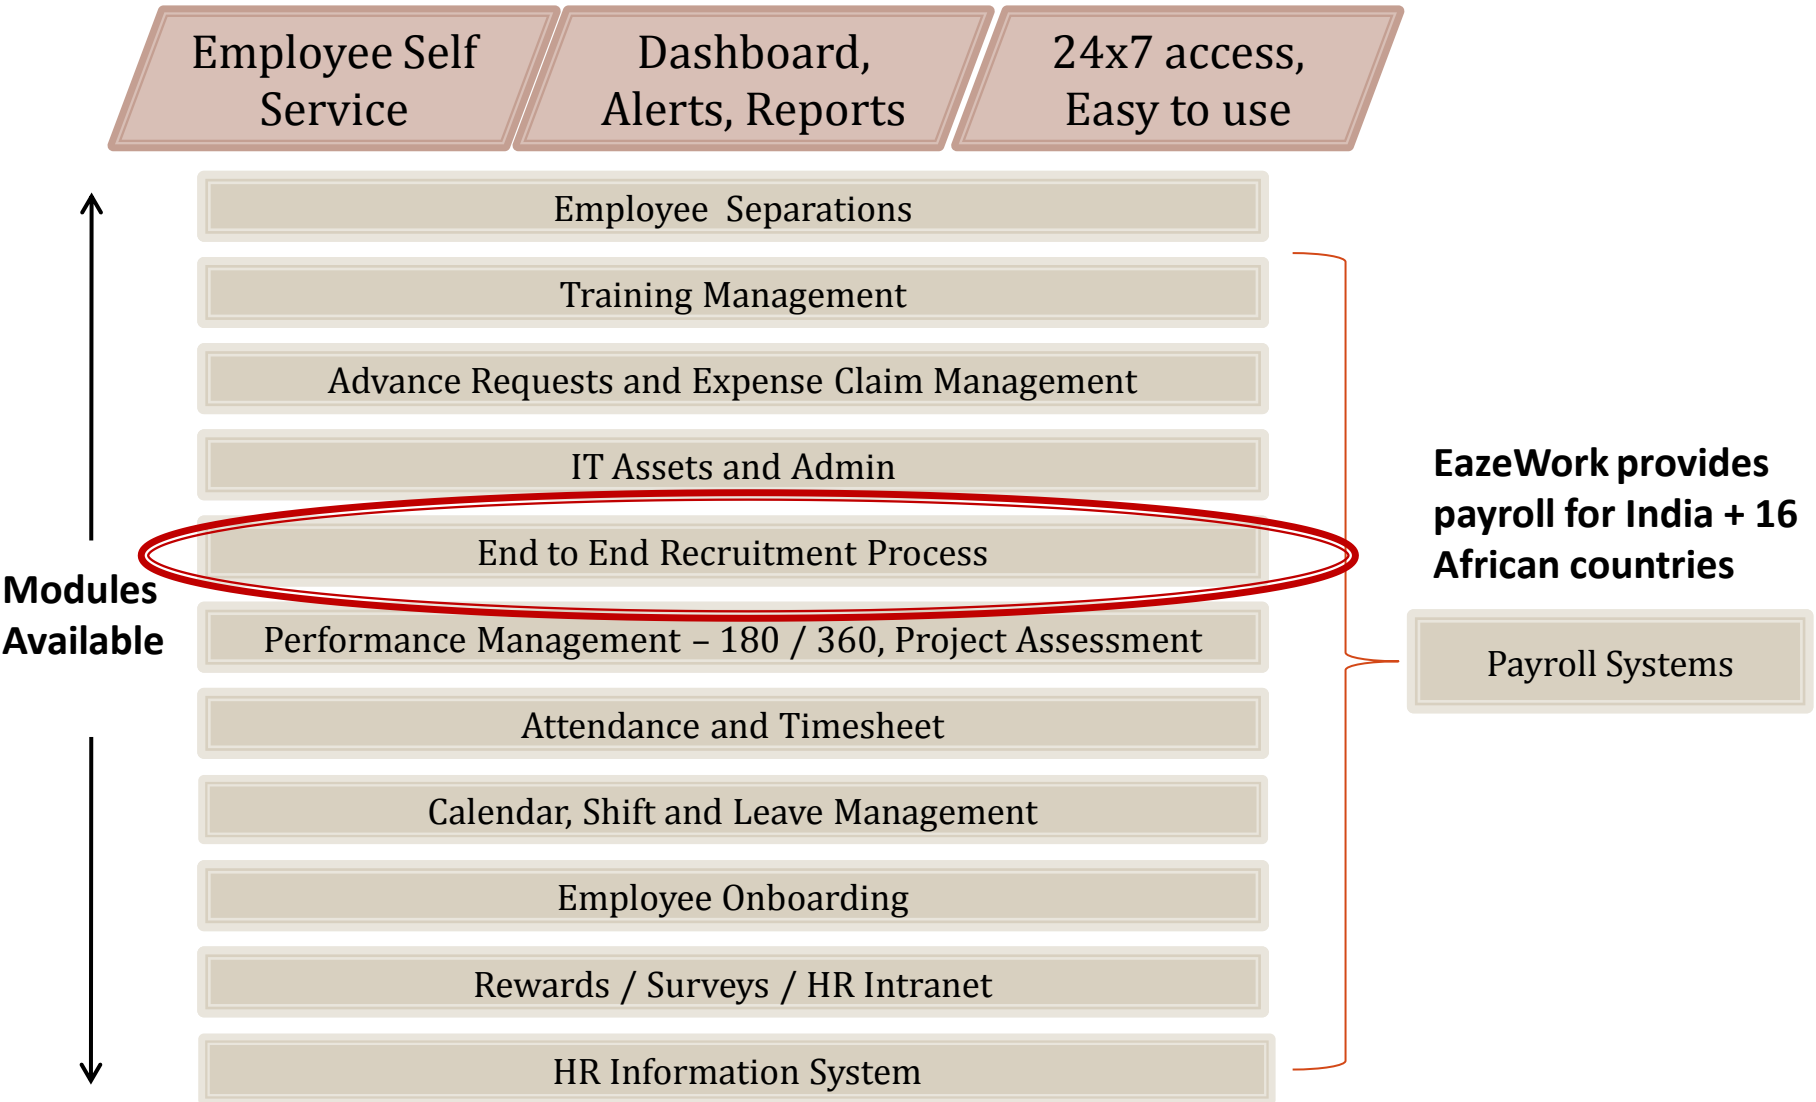 Employee Self
Service
Dashboard,
Alerts, Reports
24x7 access,
Easy to use
Employee Separations
Training Management
Advance Requests and Expense Claim Management
IT Assets and Admin
End to End Recruitment Process
Performance Management – 180 / 360, Project Assessment
Attendance and Timesheet
Calendar, Shift and Leave Management
Employee Onboarding
Rewards / Surveys / HR Intranet
HR Information System
Modules
Available
EazeWork provides
payroll for India + 16
African countries
Payroll Systems